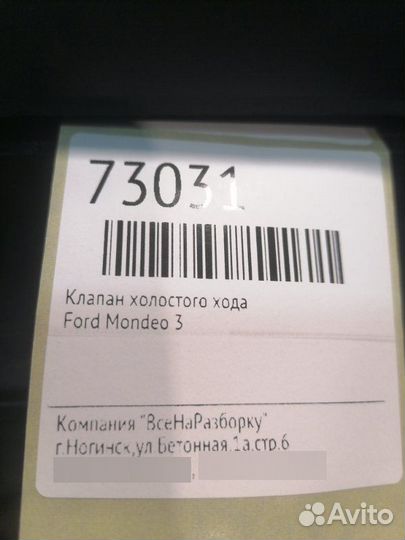 73031
Клапан холостого хода
Ford Mondeo 3
Компания "ВсеНаРазборку"
г.Ногинск,ул Бетонная,1а,стр.6
Avito